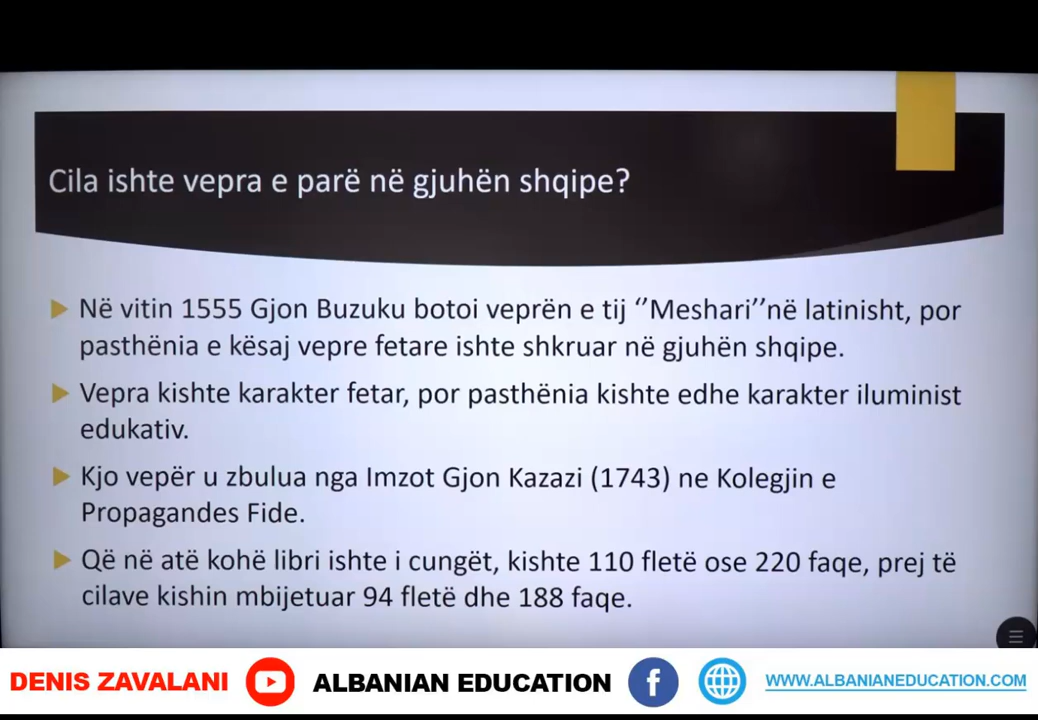 Cila ishte vepra e parë në gjuhën shqipe?
Në vitin 1555 Gjon Buzuku botoi veprën e tij ‘’Meshari’’në latinisht, por
pasthënia e kësaj vepre fetare ishte shkruar në gjuhën shqipe.
Vepra kishte karakter fetar, por pasthënia kishte edhe karakter iluminist
edukativ.
Kjo vepër u zbulua nga Imzot Gjon Kazazi (1743) ne Kolegjin e
Propagandes Fide.
Që në atë kohë libri ishte i cungët, kishte 110 fletë ose 220 faqe, prej të
cilave kishin mbijetuar 94 fletë dhe 188 faqe.
DENIS ZAVALANI ALBANIAN EDUCATION f WWW.ALBANIANEDUCATION.COM